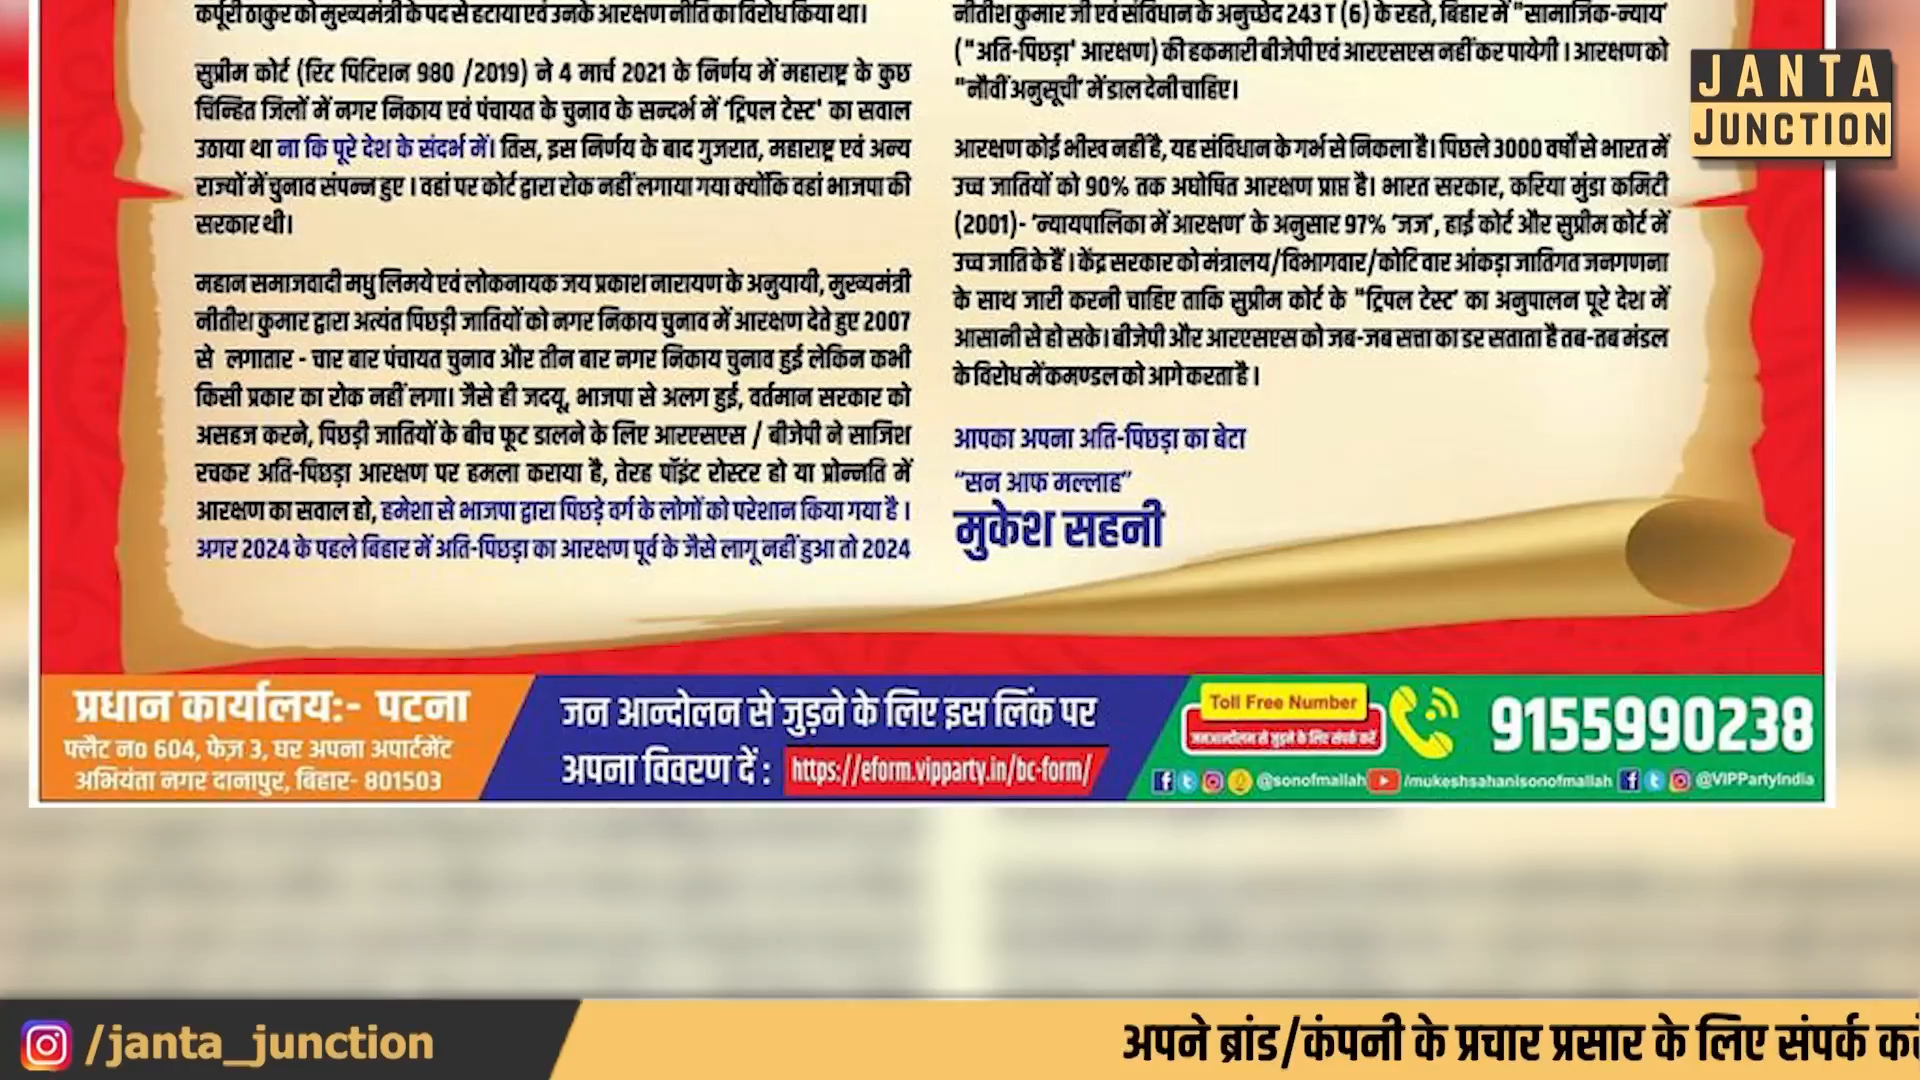 कर्पूरी ठाकुर को मुख्यमंत्री के पद से हटाया एवं उनके आरक्षण नीति का विरोध किया था।
सुप्रीम कोर्ट (रिट पिटिशन 980 /2019) ने 4 मार्च 2021 के निर्णय में महाराष्ट्र के कुछ
चिन्हित जिलों में नगर निकाय एवं पंचायत के चुनाव के सन्दर्भ में 'ट्रिपल टेस्ट' का सवाल
उठाया था ना कि पूरे देश के संदर्भ में। तिस, इस निर्णय के बाद गुजरात, महाराष्ट्र एवं अन्य
राज्यों में चुनाव संपन्न हुए । वहां पर कोर्ट द्वारा रोक नहीं लगाया गया क्योंकि वहां भाजपा की
सरकार थी।
महान समाजवादी मधु लिमये एवं लोकनायक जय प्रकाश नारायण के अनुयायी, मुख्यमंत्री
नीतीश कुमार द्वारा अत्यंत पिछड़ी जातियों को नगर निकाय चुनाव में आरक्षण देते हुए 2007
से लगातार - चार बार पंचायत चुनाव और तीन बार नगर निकाय चुनाव हुई लेकिन कभी
किसी प्रकार का रोक नहीं लगा। जैसे ही जदयू, भाजपा से अलग हुई, वर्तमान सरकार को
असहज करने, पिछड़ी जातियों के बीच फूट डालने के लिए आरएसएस / बीजेपी ने साजिश
रचकर अति-पिछड़ा आरक्षण पर हमला कराया है, तेरह पॉइंट रोस्टर हो या प्रोन्नति में
आरक्षण का सवाल हो, हमेशा से भाजपा द्वारा पिछड़े वर्ग के लोगों को परेशान किया गया है ।
अगर 2024 के पहले बिहार में अति-पिछड़ा का आरक्षण पूर्व के जैसे लागू नहीं हुआ तो 2024
नीतीश कुमार जी एवं संविधान के अनुच्छेद 243 T (6) के रहते, बिहार में "सामाजिक-न्याय'
("अति-पिछड़ा' आरक्षण) की हकमारी बीजेपी एवं आरएसएस नहीं कर पायेगी । आरक्षण को
"नौवीं अनुसूची' में डाल देनी चाहिए।
आरक्षण कोई भीख नहीं है, यह संविधान के गर्भ से निकला है। पिछले 3000 वर्षों से भारत में
उच्च जातियों को 90% तक अघोषित आरक्षण प्राप्त है। भारत सरकार, करिया मुंडा कमिटी
(2001)- 'न्यायपालिका में आरक्षण' के अनुसार 97% 'जज', हाई कोर्ट और सुप्रीम कोर्ट में
उच्च जाति के हैं । केंद्र सरकार को मंत्रालय/विभागवार/कोटि वार आंकड़ा जातिगत जनगणना
के साथ जारी करनी चाहिए ताकि सुप्रीम कोर्ट के "ट्रिपल टेस्ट' का अनुपालन पूरे देश में
आसानी से हो सके। बीजेपी और आरएसएस को जब-जब सत्ता का डर सताता है तब-तब मंडल
के विरोध में कमण्डल को आगे करता है ।
आपका अपना अति-पिछड़ा का बेटा
"सन आफ मल्लाह"
मुकेश सहनी
JANTA
JUNCTION
प्रधान कार्यालय:- पटना
फ्लैट न० 604, फेज़ 3, घर अपना अपार्टमेंट
अभियंता नगर दानापुर, बिहार- 801503
जन आन्दोलन से जुड़ने के लिए इस लिंक पर
अपना विवरण दें : https://eform.vipparty.in/bc-form/
Toll Free Number
जनआन्दोलन से जुड़ने के लिए संपर्क करें
9155990238
@sonofmallah /mukeshsahanisonofmallah @VIPPartyIndia
/janta_junction
अपने ब्रांड/कंपनी के प्रचार प्रसार के लिए संपर्क